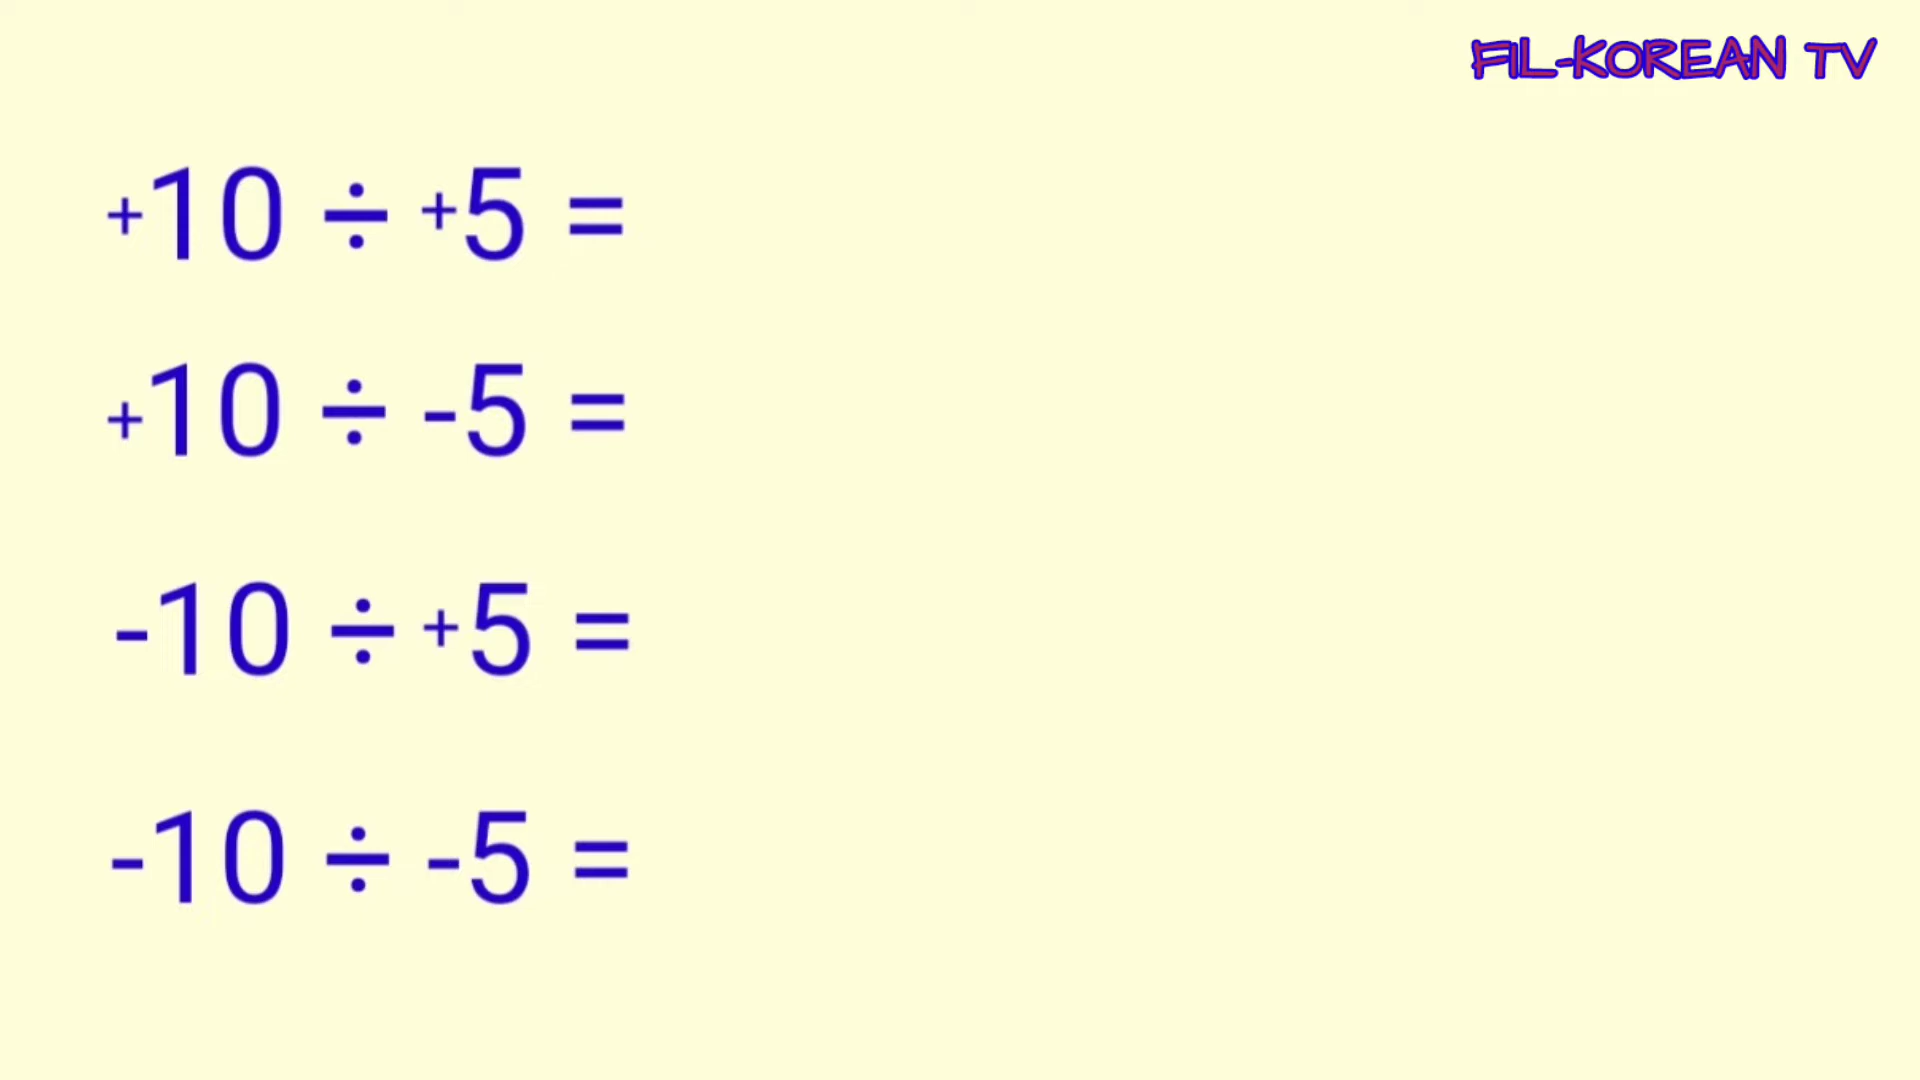 FIL-KOREAN TV
+10 ÷ +5 =
+10 ÷ -5 =
-10 ÷ +5 =
-10 ÷ -5 =